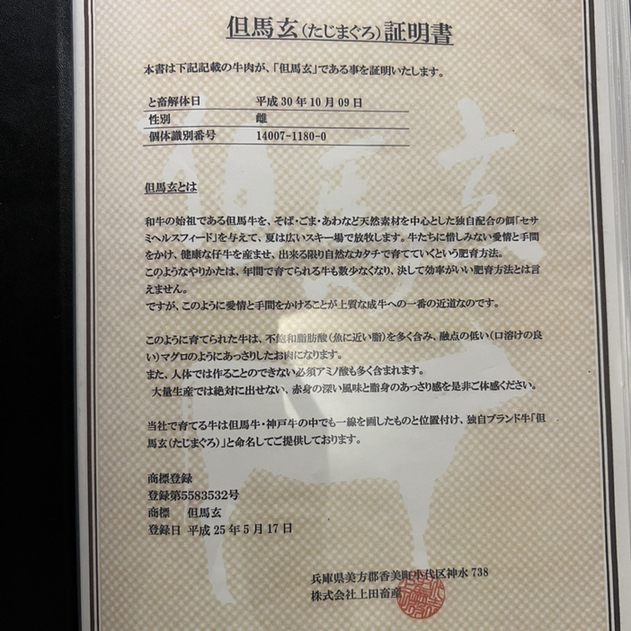 但馬玄(たじまぐろ)証明書
本書は下記記載の牛肉が、「但馬玄」である事を証明いたします。
と畜解体日　平成30年10月09日
性別　雌
個体識別番号　14007-1180-0
但馬玄とは
和牛の始祖である但馬牛を、そば・ごま・あわなど天然素材を中心とした独自配合の餌「セサ
ミヘルスフィード」を与えて、夏は広いスキー場で放牧します。牛たちに惜しみない愛情と手間
をかけ、健康な仔牛を産ませ、出来る限り自然なカタチで育てていくという肥育方法。
このようなやりかたは、年間で育てられる牛も数少なくなり、決して効率がいい肥育方法とは言
えません。
ですが、このように愛情と手間をかけることが上質な成牛への一番の近道なのです。
このように育てられた牛は、不飽和脂肪酸(魚に近い脂)を多く含み、融点の低い(口溶けの良
い)マグロのようにあっさりしたお肉になります。
また、人体では作ることのできない必須アミノ酸も多く含まれます。
大量生産では絶対に出せない、赤身の深い風味と脂身のあっさり感を是非ご体感ください。
当社で育てる牛は但馬牛・神戸牛の中でも一線を画したものと位置付け、独自ブランド牛「但
馬玄(たじまぐろ)」と命名してご提供しております。
商標登録
登録第5583532号
商標　但馬玄
登録日　平成25年5月17日
兵庫県美方郡香美町小代区神水738
株式会社上田畜産